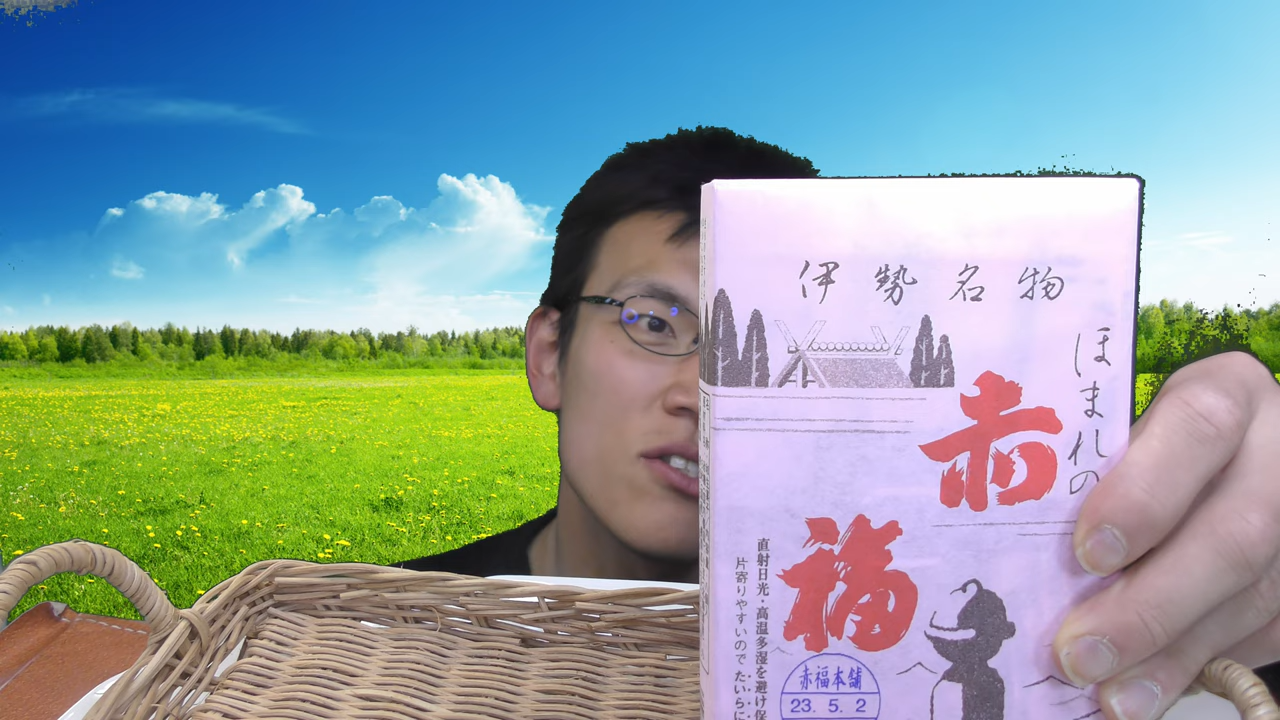 伊勢名物
ほまれの
赤
福
直射日光・高温多湿を避け保
片寄りやすいので たいらに
赤福本舗
23. 5. 2